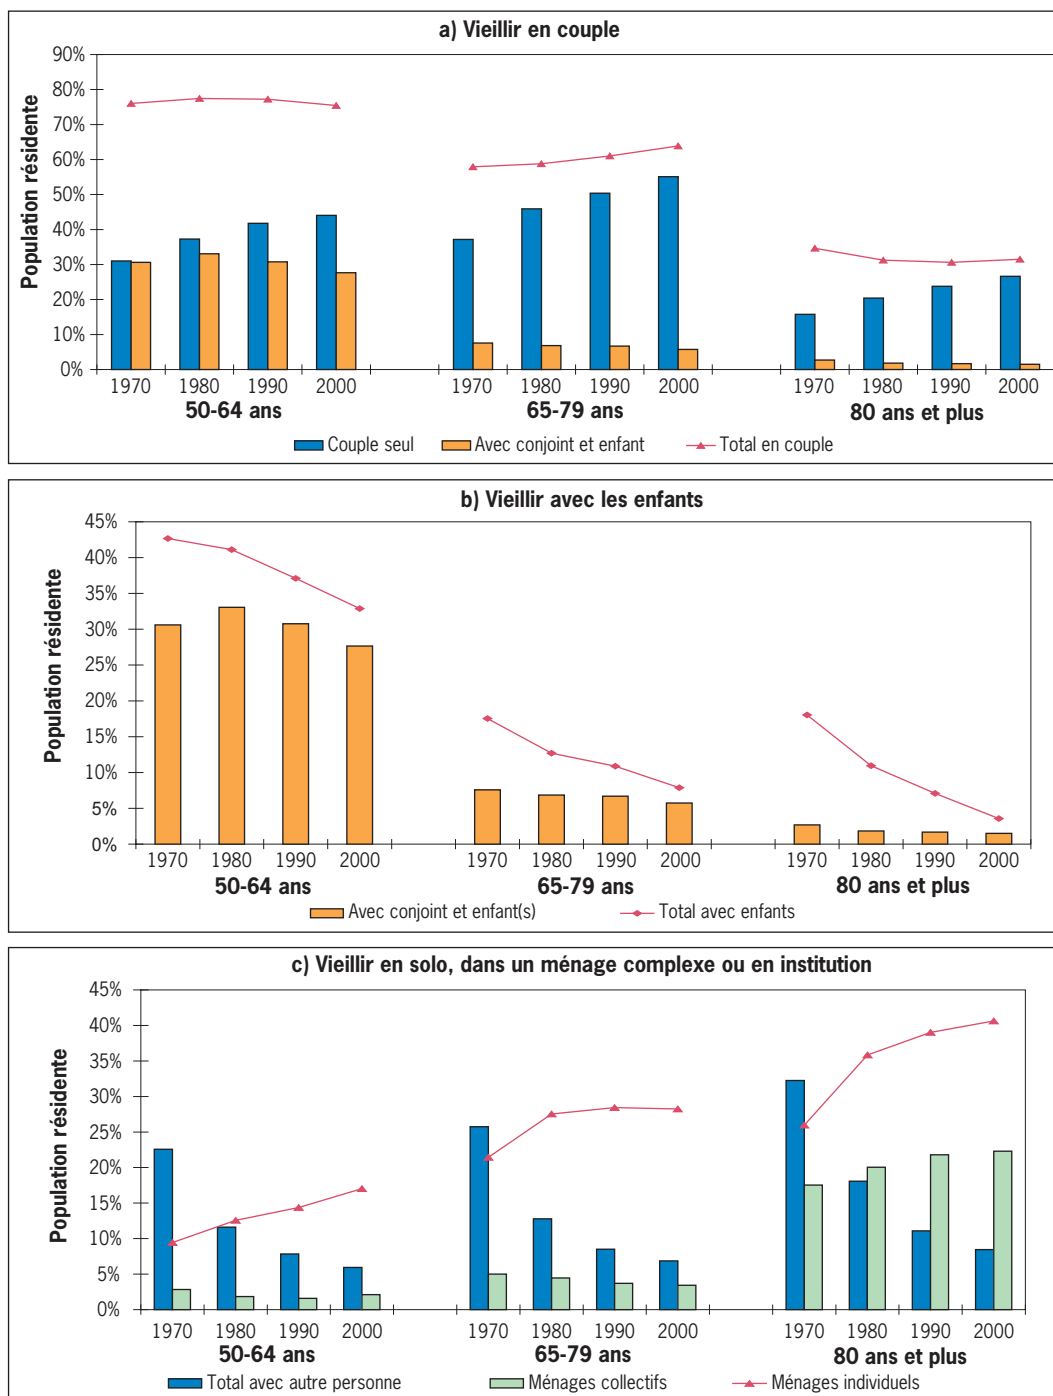 a) Vieillir en couple
90%
80%
70%
60%
50%
40%
30%
20%
10%
0%
Population résidente
1970 1980 1990 2000 1970 1980 1990 2000 1970 1980 1990 2000
50-64 ans 65-79 ans 80 ans et plus
Couple seul Avec conjoint et enfant Total en couple
b) Vieillir avec les enfants
45%
40%
35%
30%
25%
20%
15%
10%
5%
0%
Population résidente
1970 1980 1990 2000 1970 1980 1990 2000 1970 1980 1990 2000
50-64 ans 65-79 ans 80 ans et plus
Avec conjoint et enfant(s) Total avec enfants
c) Vieillir en solo, dans un ménage complexe ou en institution
45%
40%
35%
30%
25%
20%
15%
10%
5%
0%
Population résidente
1970 1980 1990 2000 1970 1980 1990 2000 1970 1980 1990 2000
50-64 ans 65-79 ans 80 ans et plus
Total avec autre personne Ménages collectifs Ménages individuels